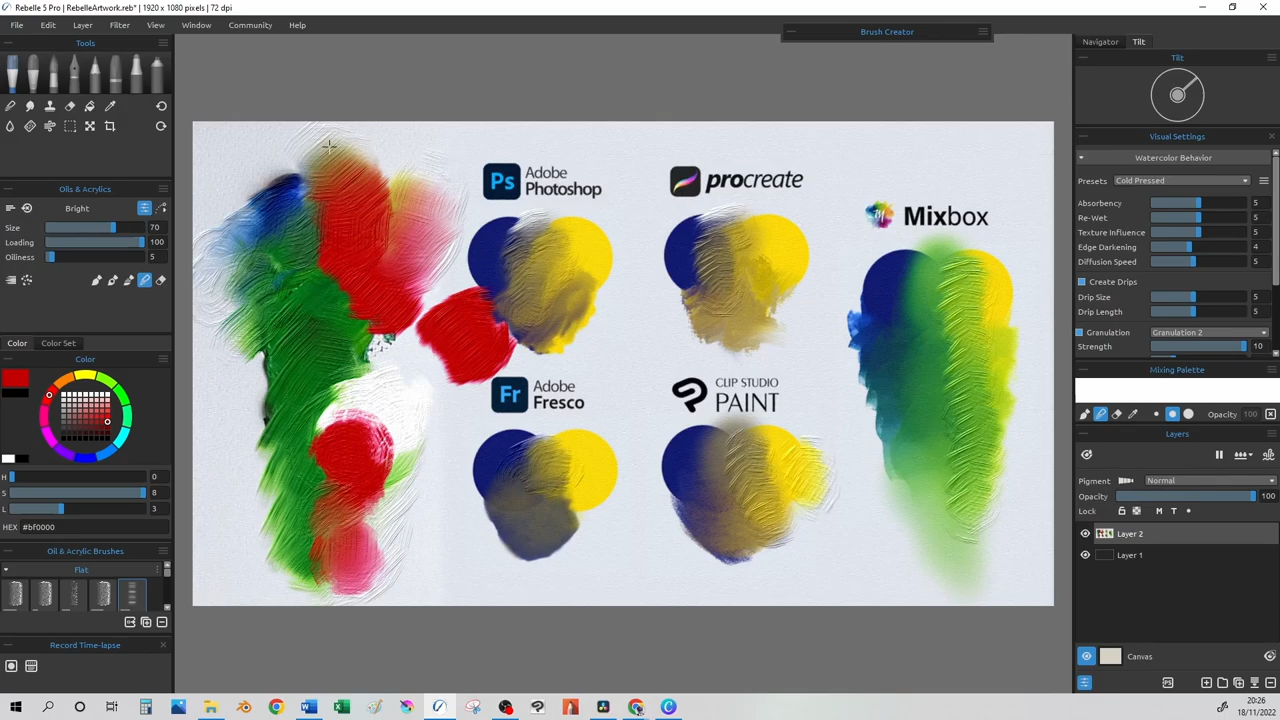 Rebelle 5 Pro | RebelleArtwork.reb* | 1920 x 1080 pixels | 72 dpi
File Edit Layer Filter View Window Community Help
Tools
Brush Creator
Navigator Tilt
Tilt
Visual Settings
Watercolor Behavior
Presets Cold Pressed
Absorbency 5
Re-Wet 5
Texture Influence 5
Edge Darkening 4
Diffusion Speed 5
Create Drips
Drip Size 5
Drip Length 5
Granulation Granulation 2
Strength 10
Oils & Acrylics
Bright
Size 70
Loading 100
Oiliness 5
Color Color Set
Color
H 0
S 8
L 3
HEX #bf0000
Oil & Acrylic Brushes
Flat
Record Time-lapse
Ps Adobe Photoshop
procreate
Mixbox
Fr Adobe Fresco
CLIP STUDIO PAINT
Mixing Palette
Opacity 100
Layers
Pigment Normal
Opacity 100
Lock M T
Layer 2
Layer 1
Canvas
20:26
18/11/2022